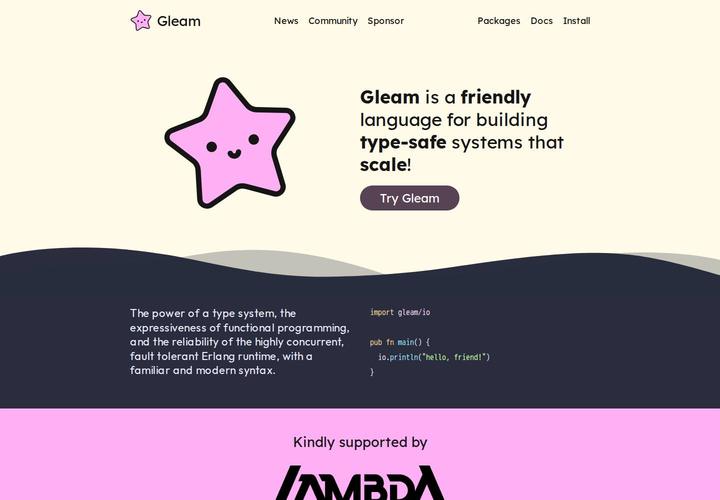 Gleam
News Community Sponsor
Packages Docs Install
Gleam is a friendly
language for building
type-safe systems that
scale!
Try Gleam
The power of a type system, the
expressiveness of functional programming,
and the reliability of the highly concurrent,
fault tolerant Erlang runtime, with a
familiar and modern syntax.
import gleam/io
pub fn main() {
  io.println("hello, friend!")
}
Kindly supported by
LAMBDA